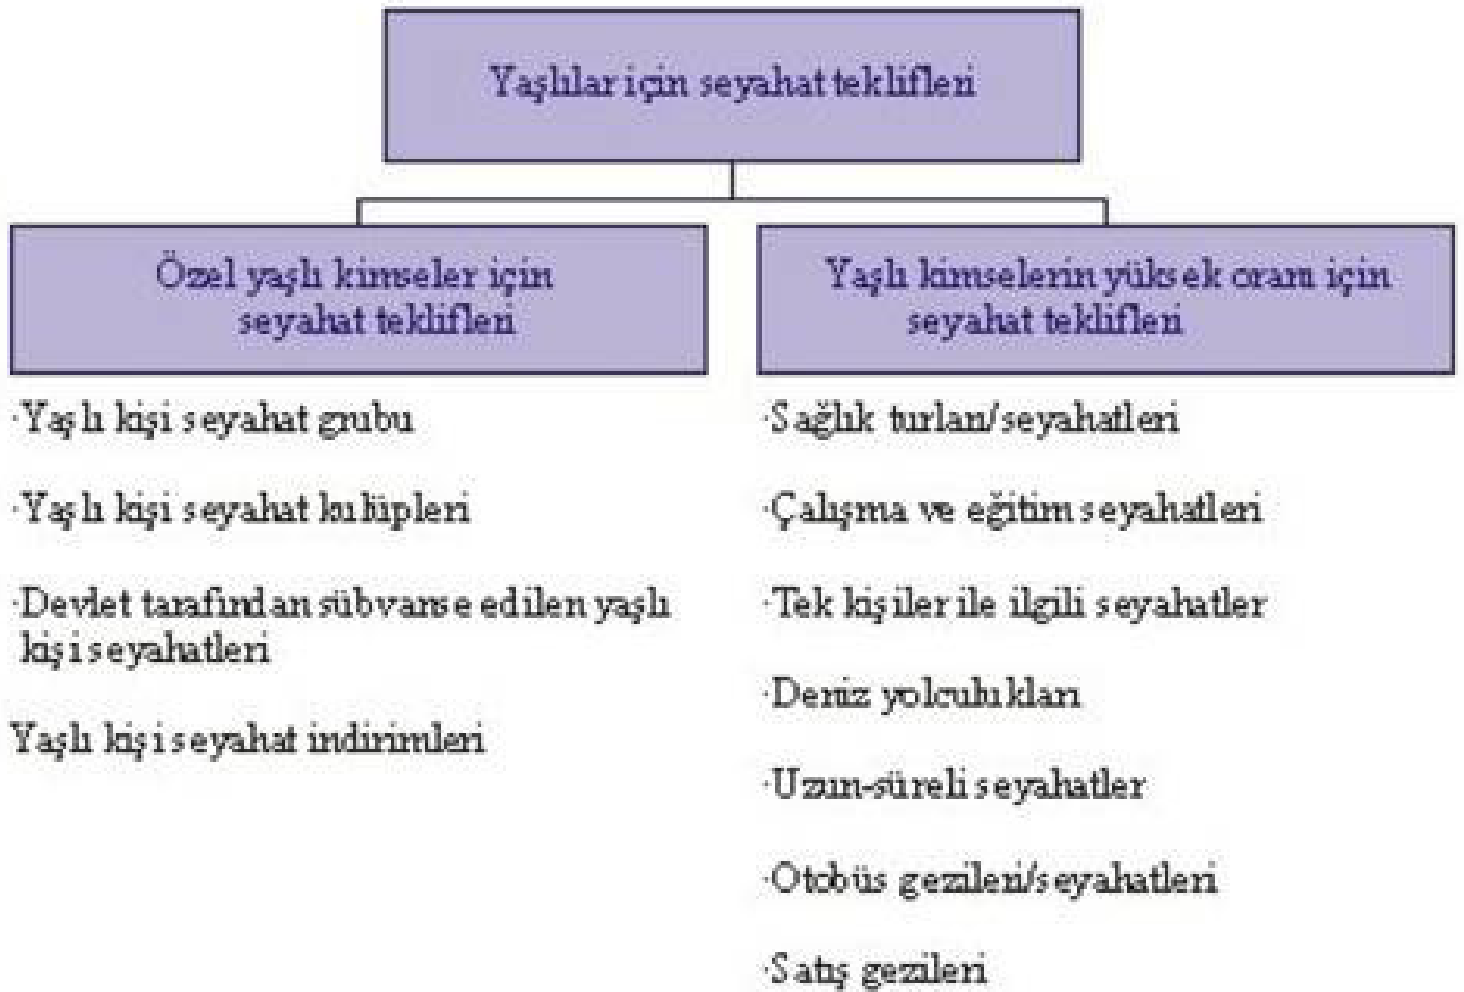 Yaşlılar için seyahat teklifleri
Özel yaşlı kimseler için
seyahat teklifleri
·Yaşlı kişi seyahat grubu
·Yaşlı kişi seyahat kulüpleri
·Devlet tarafından sübvanse edilen yaşlı
kişi seyahatleri
Yaşlı kişi seyahat indirimleri
Yaşlı kimselerin yüksek oranı için
seyahat teklifleri
·Sağlık turları/seyahatleri
·Çalışma ve eğitim seyahatleri
·Tek kişiler ile ilgili seyahatler
·Deniz yolculukları
·Uzun-süreli seyahatler
·Otobüs gezileri/seyahatleri
·Satış gezileri